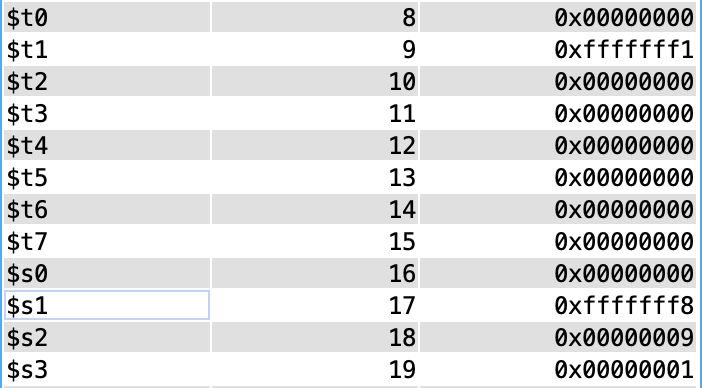 $t0 8 0x00000000
$t1 9 0xfffffff1
$t2 10 0x00000000
$t3 11 0x00000000
$t4 12 0x00000000
$t5 13 0x00000000
$t6 14 0x00000000
$t7 15 0x00000000
$s0 16 0x00000000
$s1 17 0xfffffff8
$s2 18 0x00000009
$s3 19 0x00000001